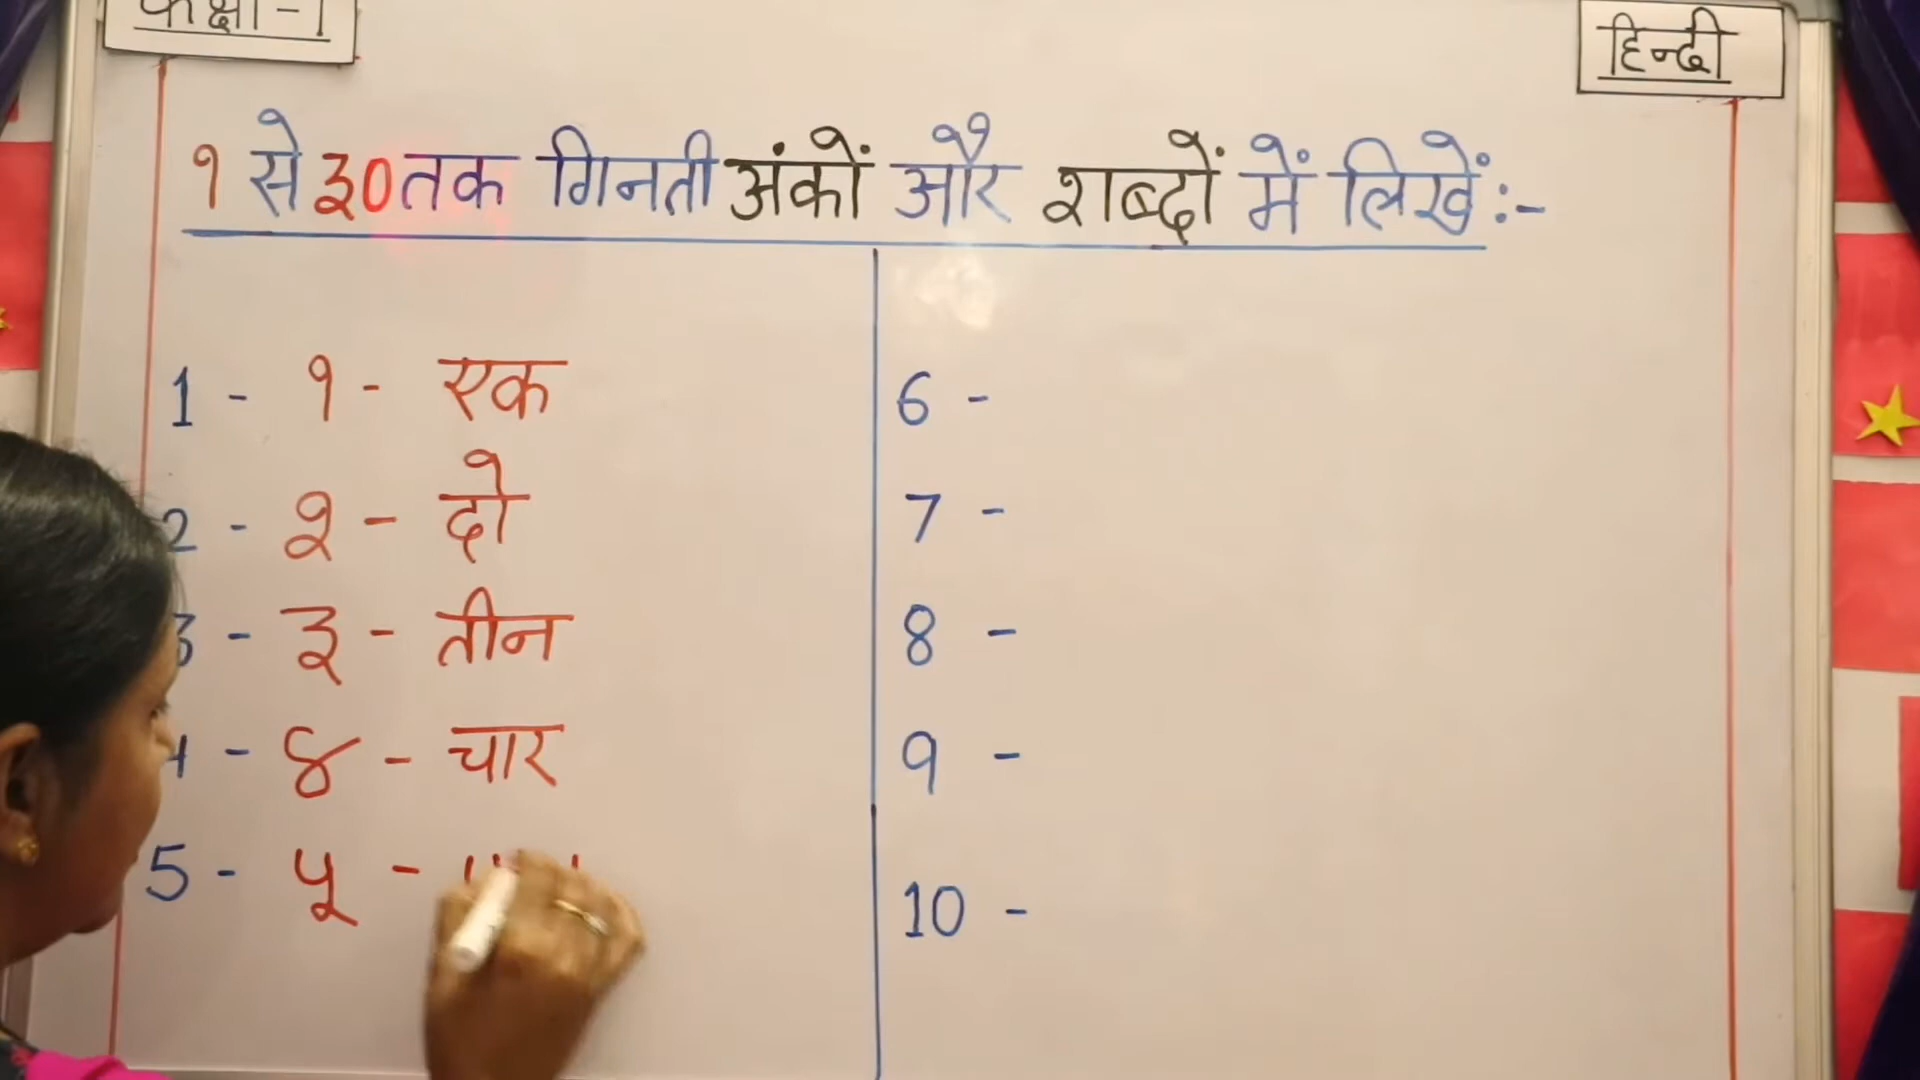 कक्षा-1
हिन्दी
१ से ३0 तक गिनती अंकों और शब्दों में लिखें:-
1 - १ - एक
2 - २ - दो
3 - ३ - तीन
4 - ४ - चार
5 - ५ -
6 -
7 -
8 -
9 -
10 -